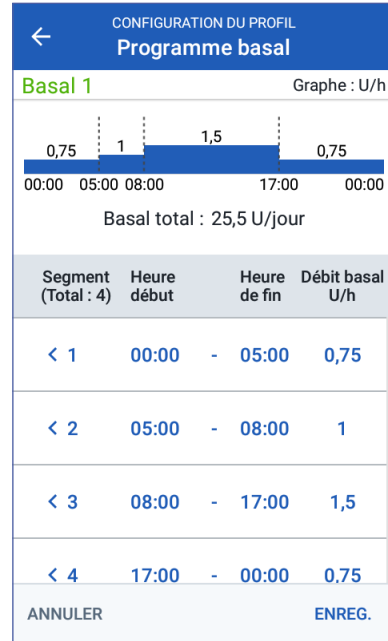 CONFIGURATION DU PROFIL
Programme basal
Basal 1 Graphe : U/h
0,75 1 1,5 0,75
00:00 05:00 08:00 17:00 00:00
Basal total : 25,5 U/jour
Segment Heure Heure Débit basal
(Total : 4) début de fin U/h
< 1 00:00 - 05:00 0,75
< 2 05:00 - 08:00 1
< 3 08:00 - 17:00 1,5
< 4 17:00 - 00:00 0,75
ANNULER ENREG.